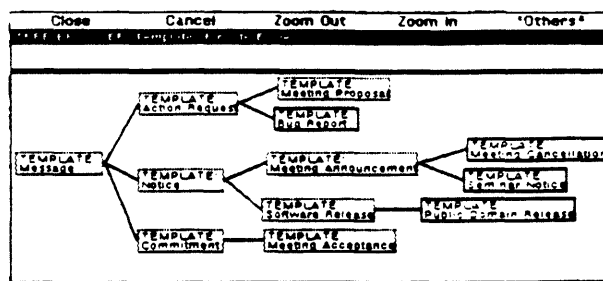 Close Cancel Zoom Out Zoom In *Others*
TEMPLATE
Meeting Proposal
TEMPLATE
Action Request
TEMPLATE
Bug Report
TEMPLATE
Message
TEMPLATE
Notice
TEMPLATE
Meeting Announcement
TEMPLATE
Meeting Cancellation
TEMPLATE
Seminar Notice
TEMPLATE
Software Release
TEMPLATE
Public Domain Release
TEMPLATE
Commitment
TEMPLATE
Meeting Acceptance